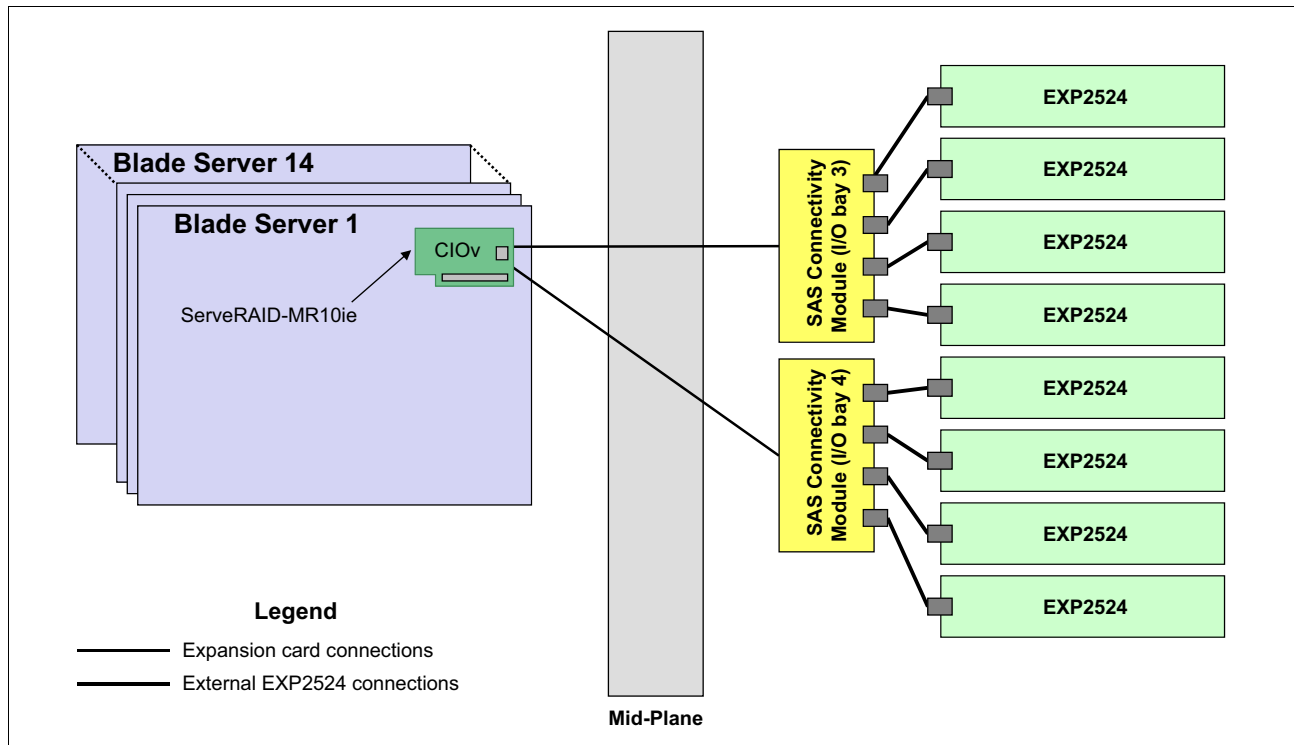 Blade Server 14
Blade Server 1
CIOv
ServeRAID-MR10ie
SAS Connectivity
Module (I/O bay 3)
SAS Connectivity
Module (I/O bay 4)
EXP2524
EXP2524
EXP2524
EXP2524
EXP2524
EXP2524
EXP2524
EXP2524
Legend
Expansion card connections
External EXP2524 connections
Mid-Plane